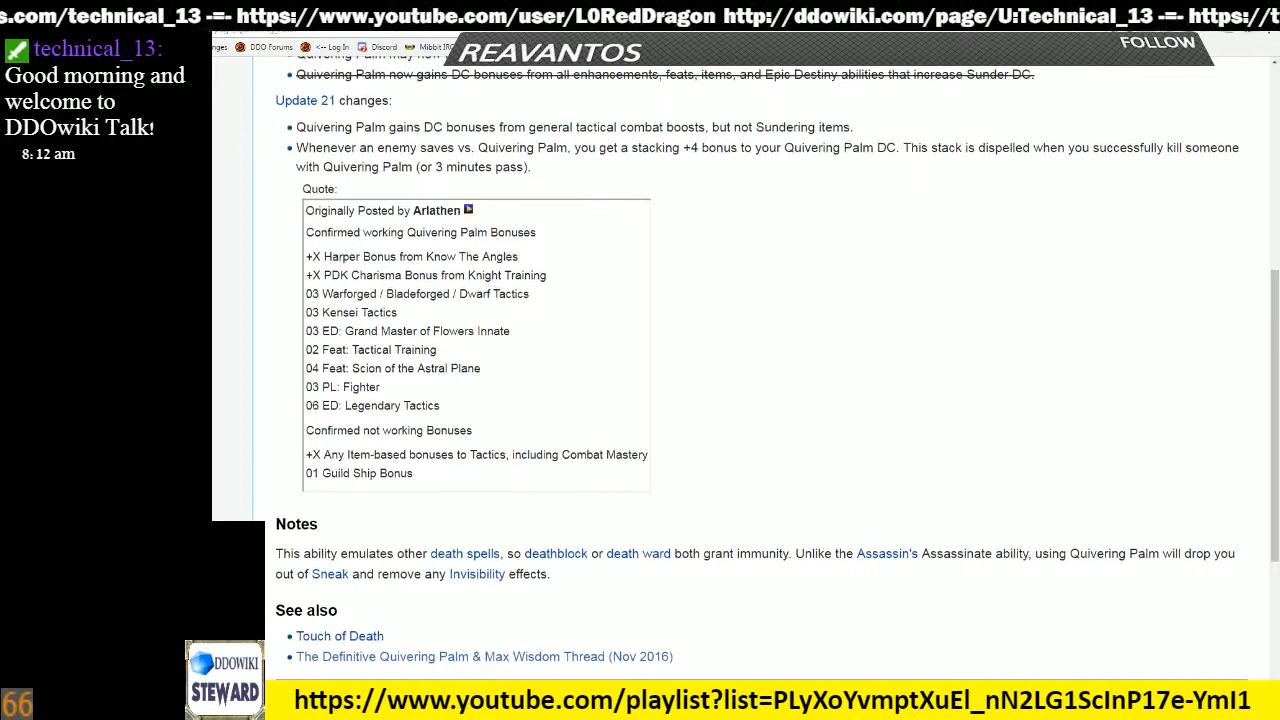 s.com/technical_13 -=- https://www.youtube.com/user/L0RedDragon http://ddowiki.com/page/U:Technical_13 -=- https://t
technical_13:
Good morning and
welcome to
DDOwiki Talk!
8:12 am
nges DDO Forums <-- Log In Discord Mibbit IRC
REAVANTOS
FOLLOW
Quivering Palm now gains DC bonuses from all enhancements, feats, items, and Epic Destiny abilities that increase Sunder DC.
Update 21 changes:
Quivering Palm gains DC bonuses from general tactical combat boosts, but not Sundering items.
Whenever an enemy saves vs. Quivering Palm, you get a stacking +4 bonus to your Quivering Palm DC. This stack is dispelled when you successfully kill someone
with Quivering Palm (or 3 minutes pass).
Quote:
Originally Posted by Arlathen
Confirmed working Quivering Palm Bonuses
+X Harper Bonus from Know The Angles
+X PDK Charisma Bonus from Knight Training
03 Warforged / Bladeforged / Dwarf Tactics
03 Kensei Tactics
03 ED: Grand Master of Flowers Innate
02 Feat: Tactical Training
04 Feat: Scion of the Astral Plane
03 PL: Fighter
06 ED: Legendary Tactics
Confirmed not working Bonuses
+X Any Item-based bonuses to Tactics, including Combat Mastery
01 Guild Ship Bonus
Notes
This ability emulates other death spells, so deathblock or death ward both grant immunity. Unlike the Assassin's Assassinate ability, using Quivering Palm will drop you
out of Sneak and remove any Invisibility effects.
See also
Touch of Death
The Definitive Quivering Palm & Max Wisdom Thread (Nov 2016)
DDOWIKI
STEWARD
66
https://www.youtube.com/playlist?list=PLyXoYvmptXuEl_nN2LG1ScInP17e-YmI1